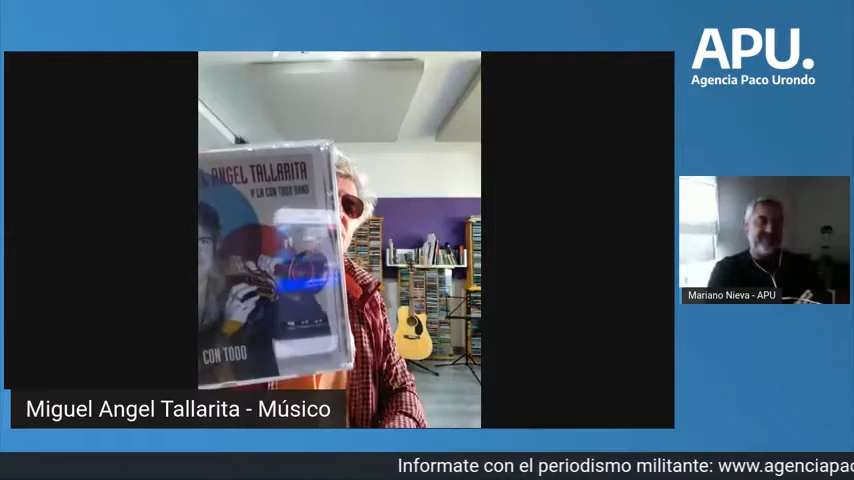 APU.
Agencia Paco Urondo
ANGEL TALLARITA
Y LA CON TODO BAND
CON TODO
Mariano Nieva - APU
Miguel Angel Tallarita - Músico
Informate con el periodismo militante: www.agenciapac